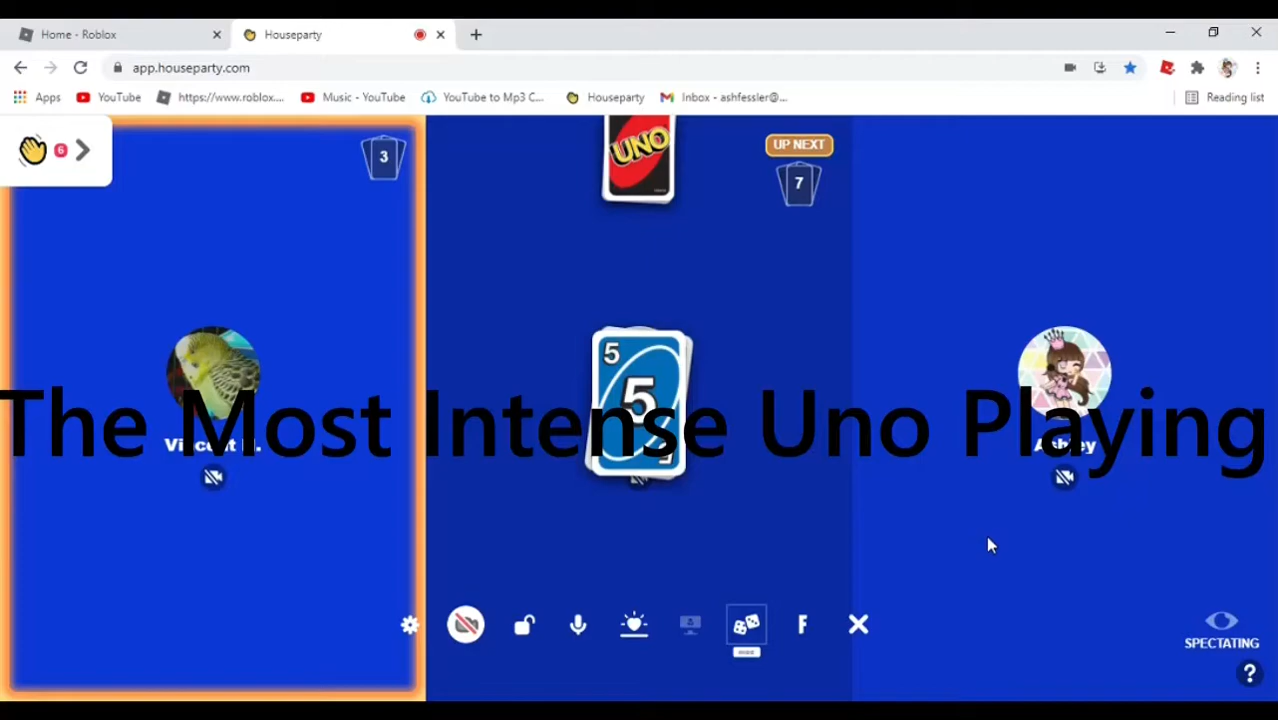 Home - Roblox
Houseparty
app.houseparty.com
Apps
YouTube
https://www.roblox....
Music - YouTube
YouTube to Mp3 C...
Houseparty
Inbox - ashfessler@...
Reading list
6
3
UNO
UP NEXT
7
5
5
The Most Intense Uno Playing
Ashley
F
SPECTATING
?